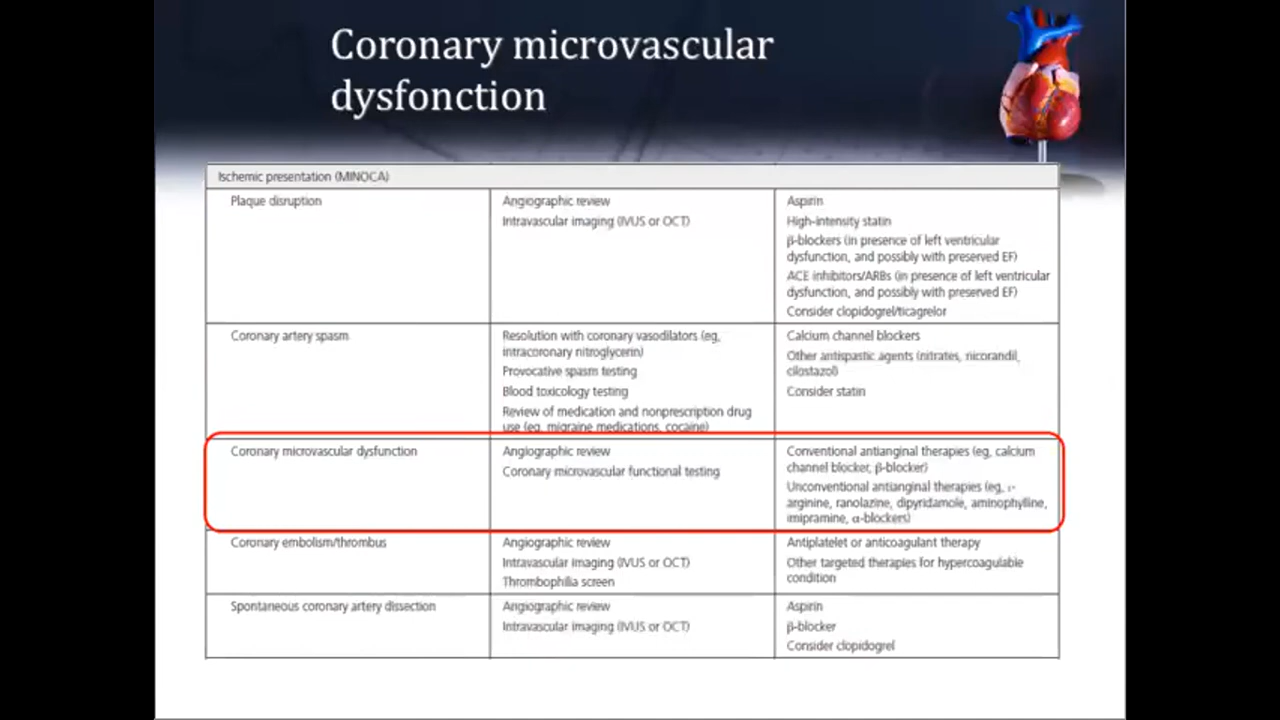 Coronary microvascular
dysfonction
Ischemic presentation (MINOCA)
Plaque disruption
Angiographic review
Intravascular imaging (IVUS or OCT)
Aspirin
High-intensity statin
β-blockers (in presence of left ventricular
dysfunction, and possibly with preserved EF)
ACE inhibitors/ARBs (in presence of left ventricular
dysfunction, and possibly with preserved EF)
Consider clopidogrel/ticagrelor
Coronary artery spasm
Resolution with coronary vasodilators (eg,
intracoronary nitroglycerin)
Provocative spasm testing
Blood toxicology testing
Review of medication and nonprescription drug
use (eg, migraine medications, cocaine)
Calcium channel blockers
Other antispastic agents (nitrates, nicorandil,
cilostazol)
Consider statin
Coronary microvascular dysfunction
Angiographic review
Coronary microvascular functional testing
Conventional antianginal therapies (eg, calcium
channel blocker, β-blocker)
Unconventional antianginal therapies (eg, ʟ-
arginine, ranolazine, dipyridamole, aminophylline,
imipramine, α-blockers)
Coronary embolism/thrombus
Angiographic review
Intravascular imaging (IVUS or OCT)
Thrombophilia screen
Antiplatelet or anticoagulant therapy
Other targeted therapies for hypercoagulable
condition
Spontaneous coronary artery dissection
Angiographic review
Intravascular imaging (IVUS or OCT)
Aspirin
β-blocker
Consider clopidogrel